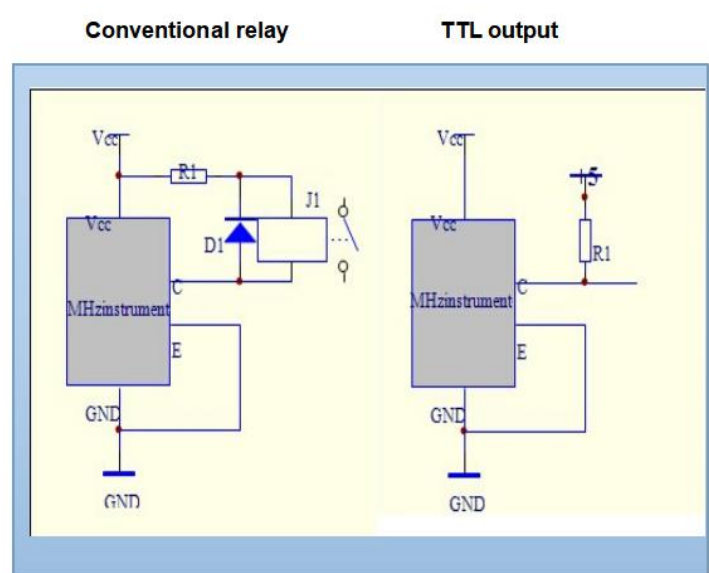 Conventional relay
TTL output
Vcc
R1
J1
Vcc
D1
C
MHzinstrument
E
GND
GND
Vcc
+5
Vcc
R1
C
MHzinstrument
E
GND
GND